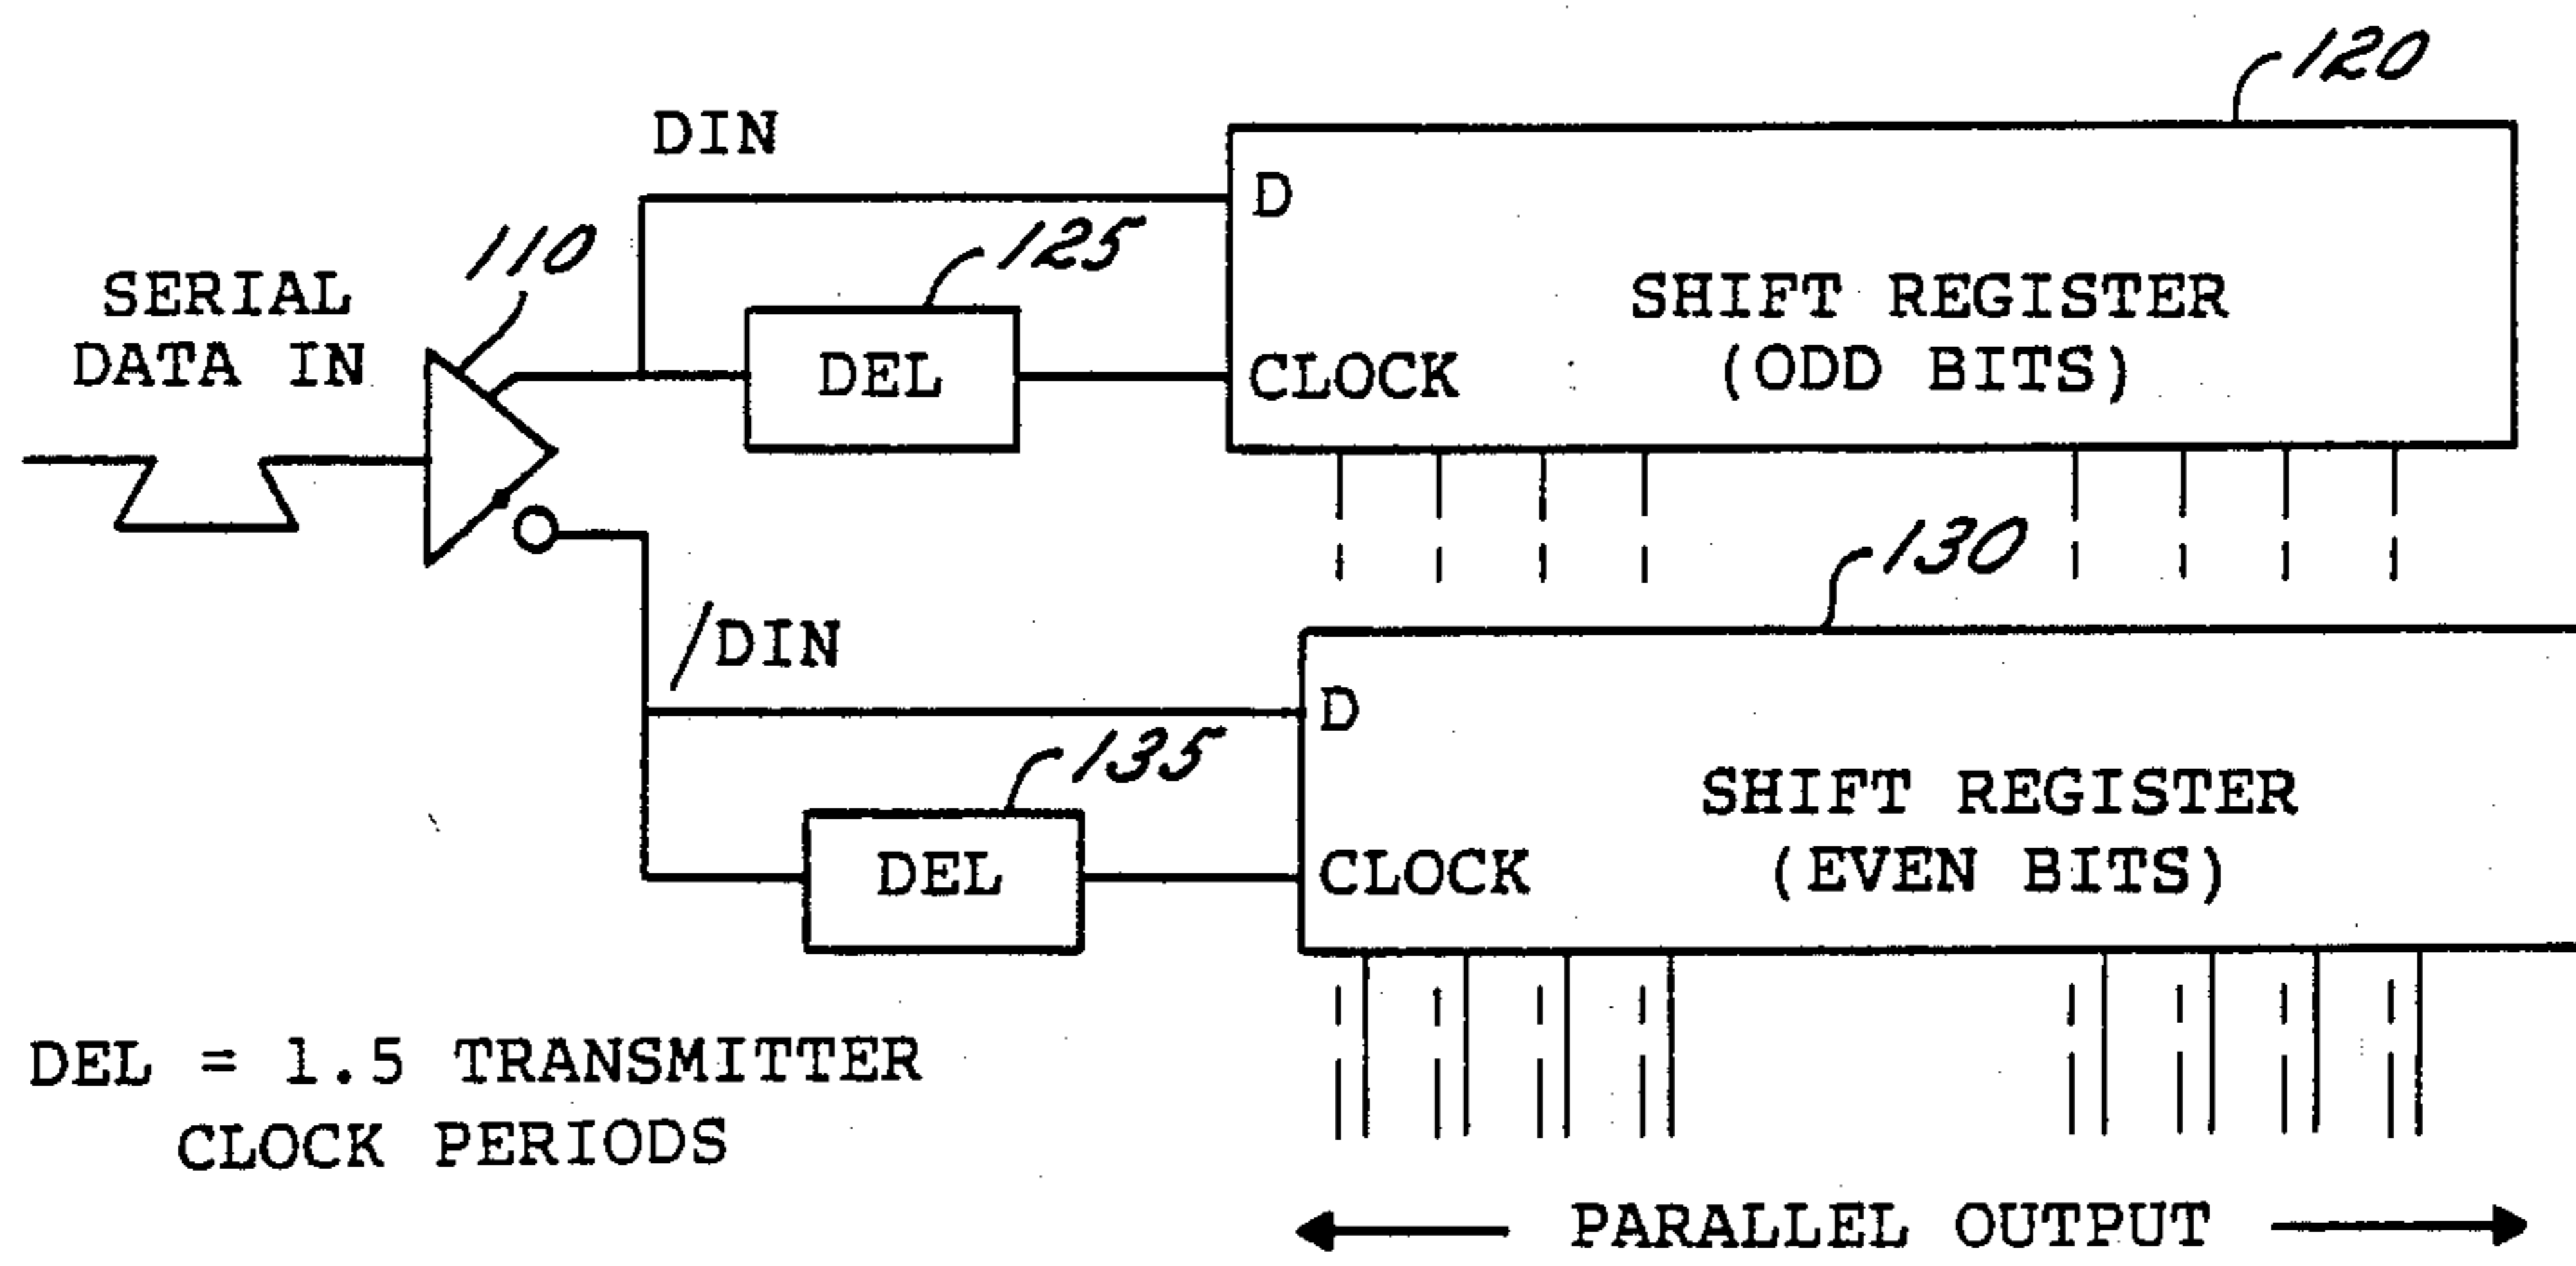 120
DIN
D
110
125
SERIAL
DATA IN
SHIFT REGISTER
(ODD BITS)
DEL
CLOCK
130
/DIN
D
135
SHIFT REGISTER
(EVEN BITS)
DEL
CLOCK
DEL = 1.5 TRANSMITTER
CLOCK PERIODS
PARALLEL OUTPUT